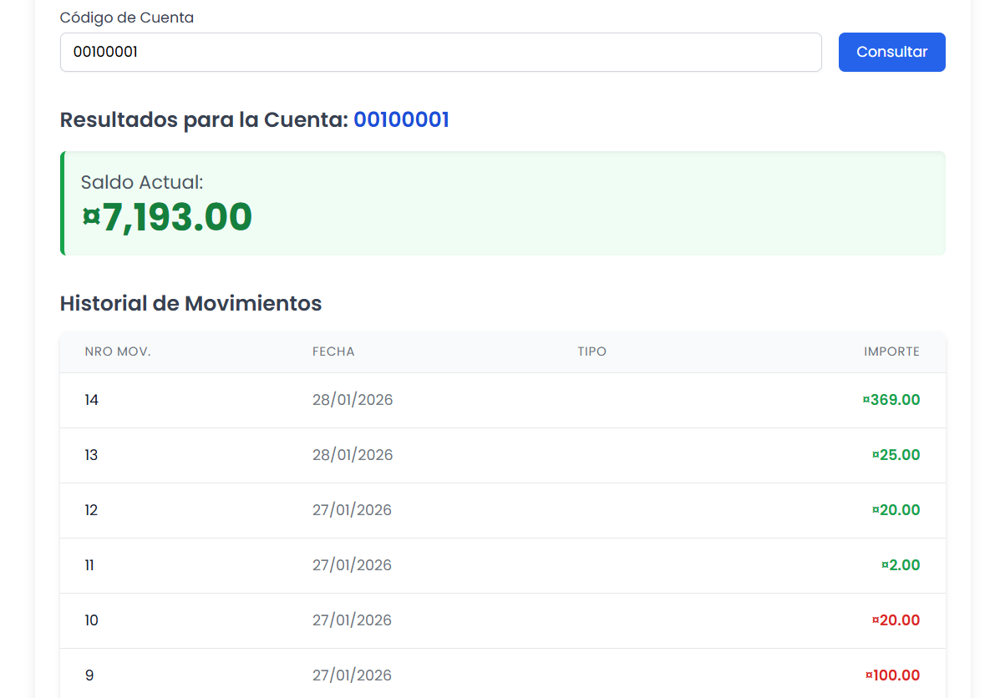 Código de Cuenta
00100001
Consultar
Resultados para la Cuenta: 00100001
Saldo Actual:
¤7,193.00
Historial de Movimientos
NRO MOV. FECHA TIPO IMPORTE
14 28/01/2026 ¤369.00
13 28/01/2026 ¤25.00
12 27/01/2026 ¤20.00
11 27/01/2026 ¤2.00
10 27/01/2026 ¤20.00
9 27/01/2026 ¤100.00